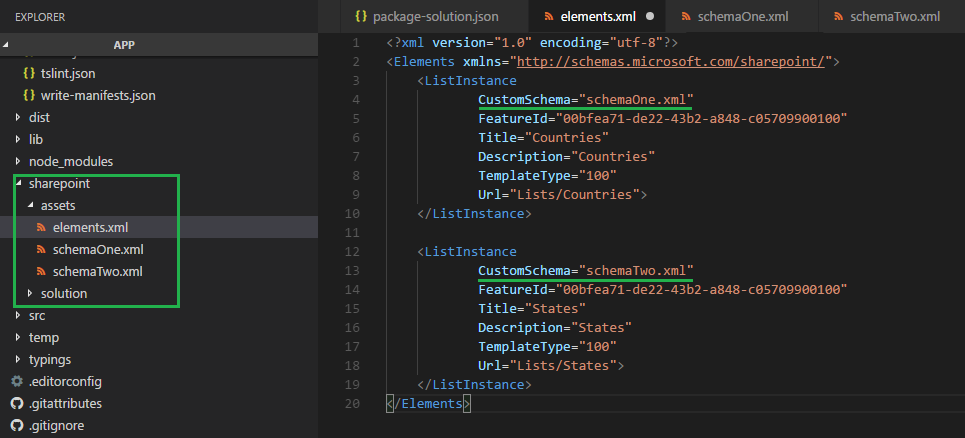 EXPLORER
APP
tslint.json
write-manifests.json
dist
lib
node_modules
sharepoint
assets
elements.xml
schemaOne.xml
schemaTwo.xml
solution
src
temp
typings
.editorconfig
.gitattributes
.gitignore
package-solution.json elements.xml schemaOne.xml schemaTwo.xml
1 <?xml version="1.0" encoding="utf-8"?>
2 <Elements xmlns="http://schemas.microsoft.com/sharepoint/">
3 <ListInstance
4 CustomSchema="schemaOne.xml"
5 FeatureId="00bfea71-de22-43b2-a848-c05709900100"
6 Title="Countries"
7 Description="Countries"
8 TemplateType="100"
9 Url="Lists/Countries">
10 </ListInstance>
11
12 <ListInstance
13 CustomSchema="schemaTwo.xml"
14 FeatureId="00bfea71-de22-43b2-a848-c05709900100"
15 Title="States"
16 Description="States"
17 TemplateType="100"
18 Url="Lists/States">
19 </ListInstance>
20 </Elements>